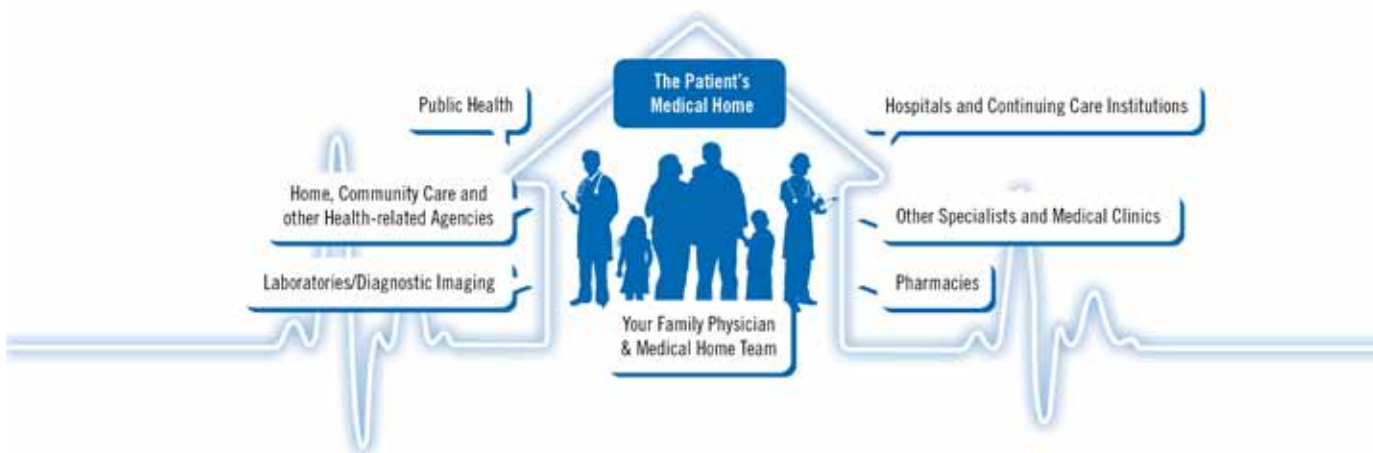 The Patient's
Medical Home
Public Health
Hospitals and Continuing Care Institutions
Home, Community Care and
other Health-related Agencies
Other Specialists and Medical Clinics
Laboratories/Diagnostic Imaging
Pharmacies
Your Family Physician
& Medical Home Team